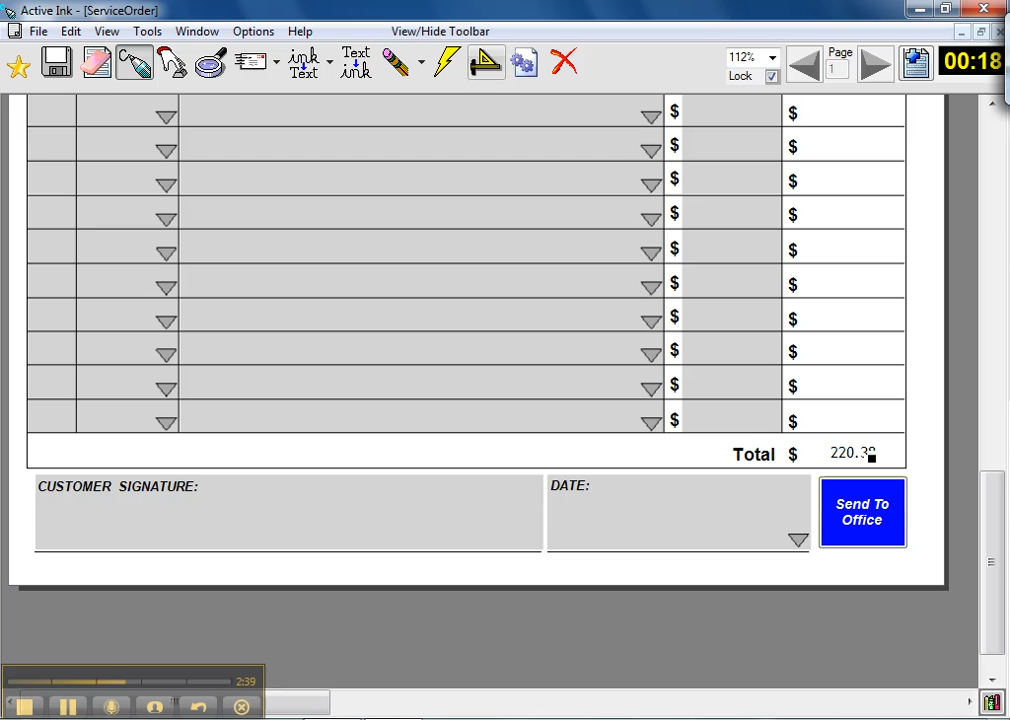 Active Ink - [ServiceOrder]
File Edit View Tools Window Options Help View/Hide Toolbar
ink Text
Text ink
112%
Lock
Page
1
00:18
$ $
$ $
$ $
$ $
$ $
$ $
$ $
$ $
$ $
$ $
Total $
CUSTOMER SIGNATURE:
DATE:
Send To
Office
2:39